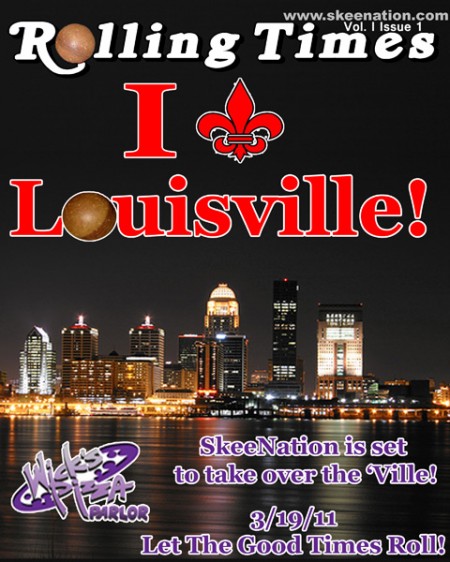 www.skeenation.com
Vol. I Issue 1
Rolling Times
I
Louisville!
Wick's
Pizza
Parlor
SkeeNation is set
to take over the 'Ville!
3/19/11
Let The Good Times Roll!